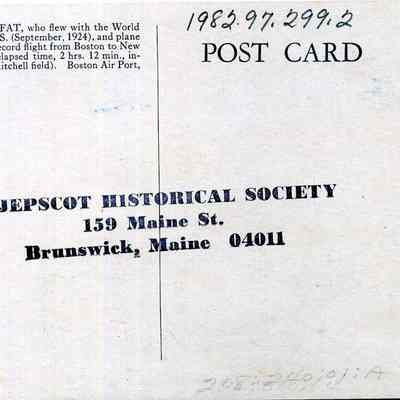 1982.97.299.2
FAT, who flew with the World
S. (September, 1924), and plane
ecord flight from Boston to New
lapsed time, 2 hrs. 12 min., in-
itchell field). Boston Air Port,
POST CARD
JEPSCOT HISTORICAL SOCIETY
159 Maine St.
Brunswick, Maine 04011